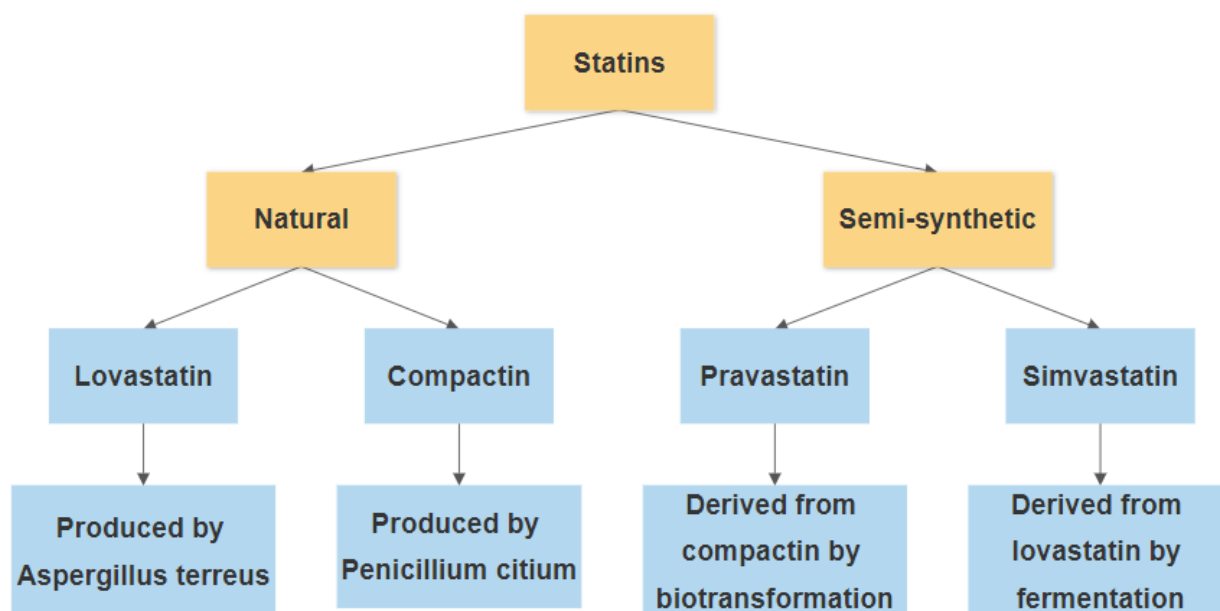 Statins
Natural
Semi-synthetic
Lovastatin
Compactin
Pravastatin
Simvastatin
Produced by
Aspergillus terreus
Produced by
Penicillium citium
Derived from
compactin by
biotransformation
Derived from
lovastatin by
fermentation